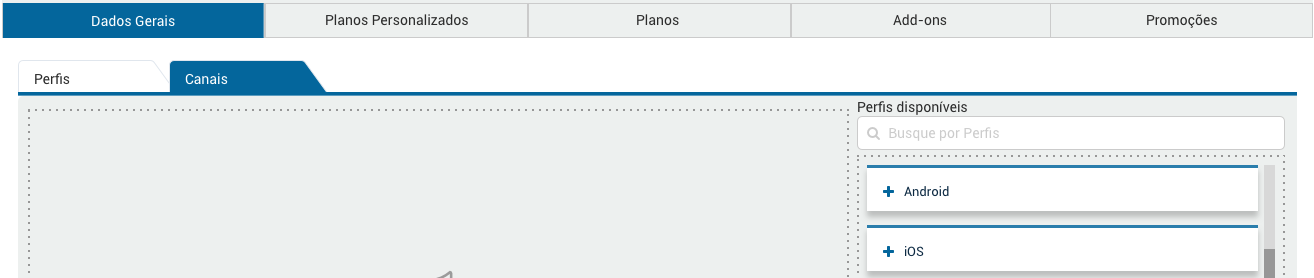 Dados Gerais
Planos Personalizados
Planos
Add-ons
Promoções
Perfis
Canais
Perfis disponíveis
Busque por Perfis
Android
iOS